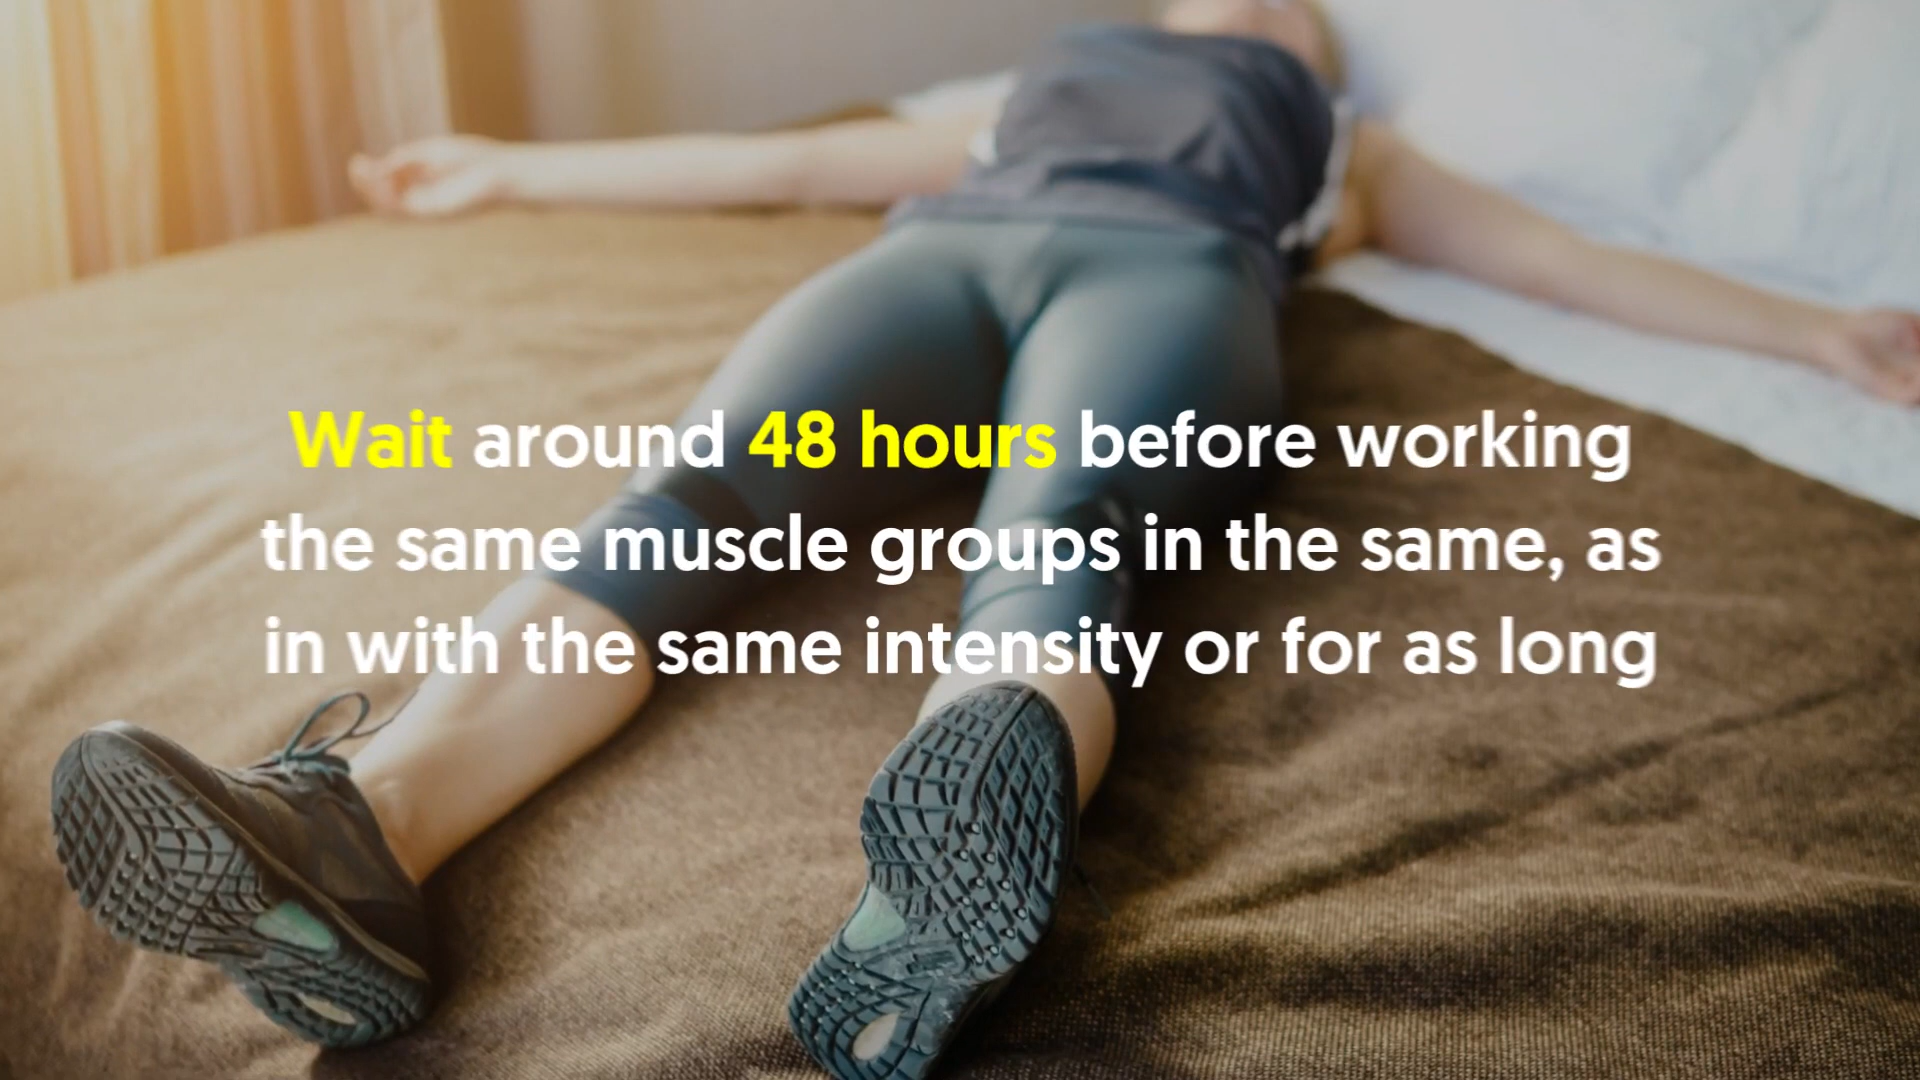 Wait around 48 hours before working
the same muscle groups in the same, as
in with the same intensity or for as long